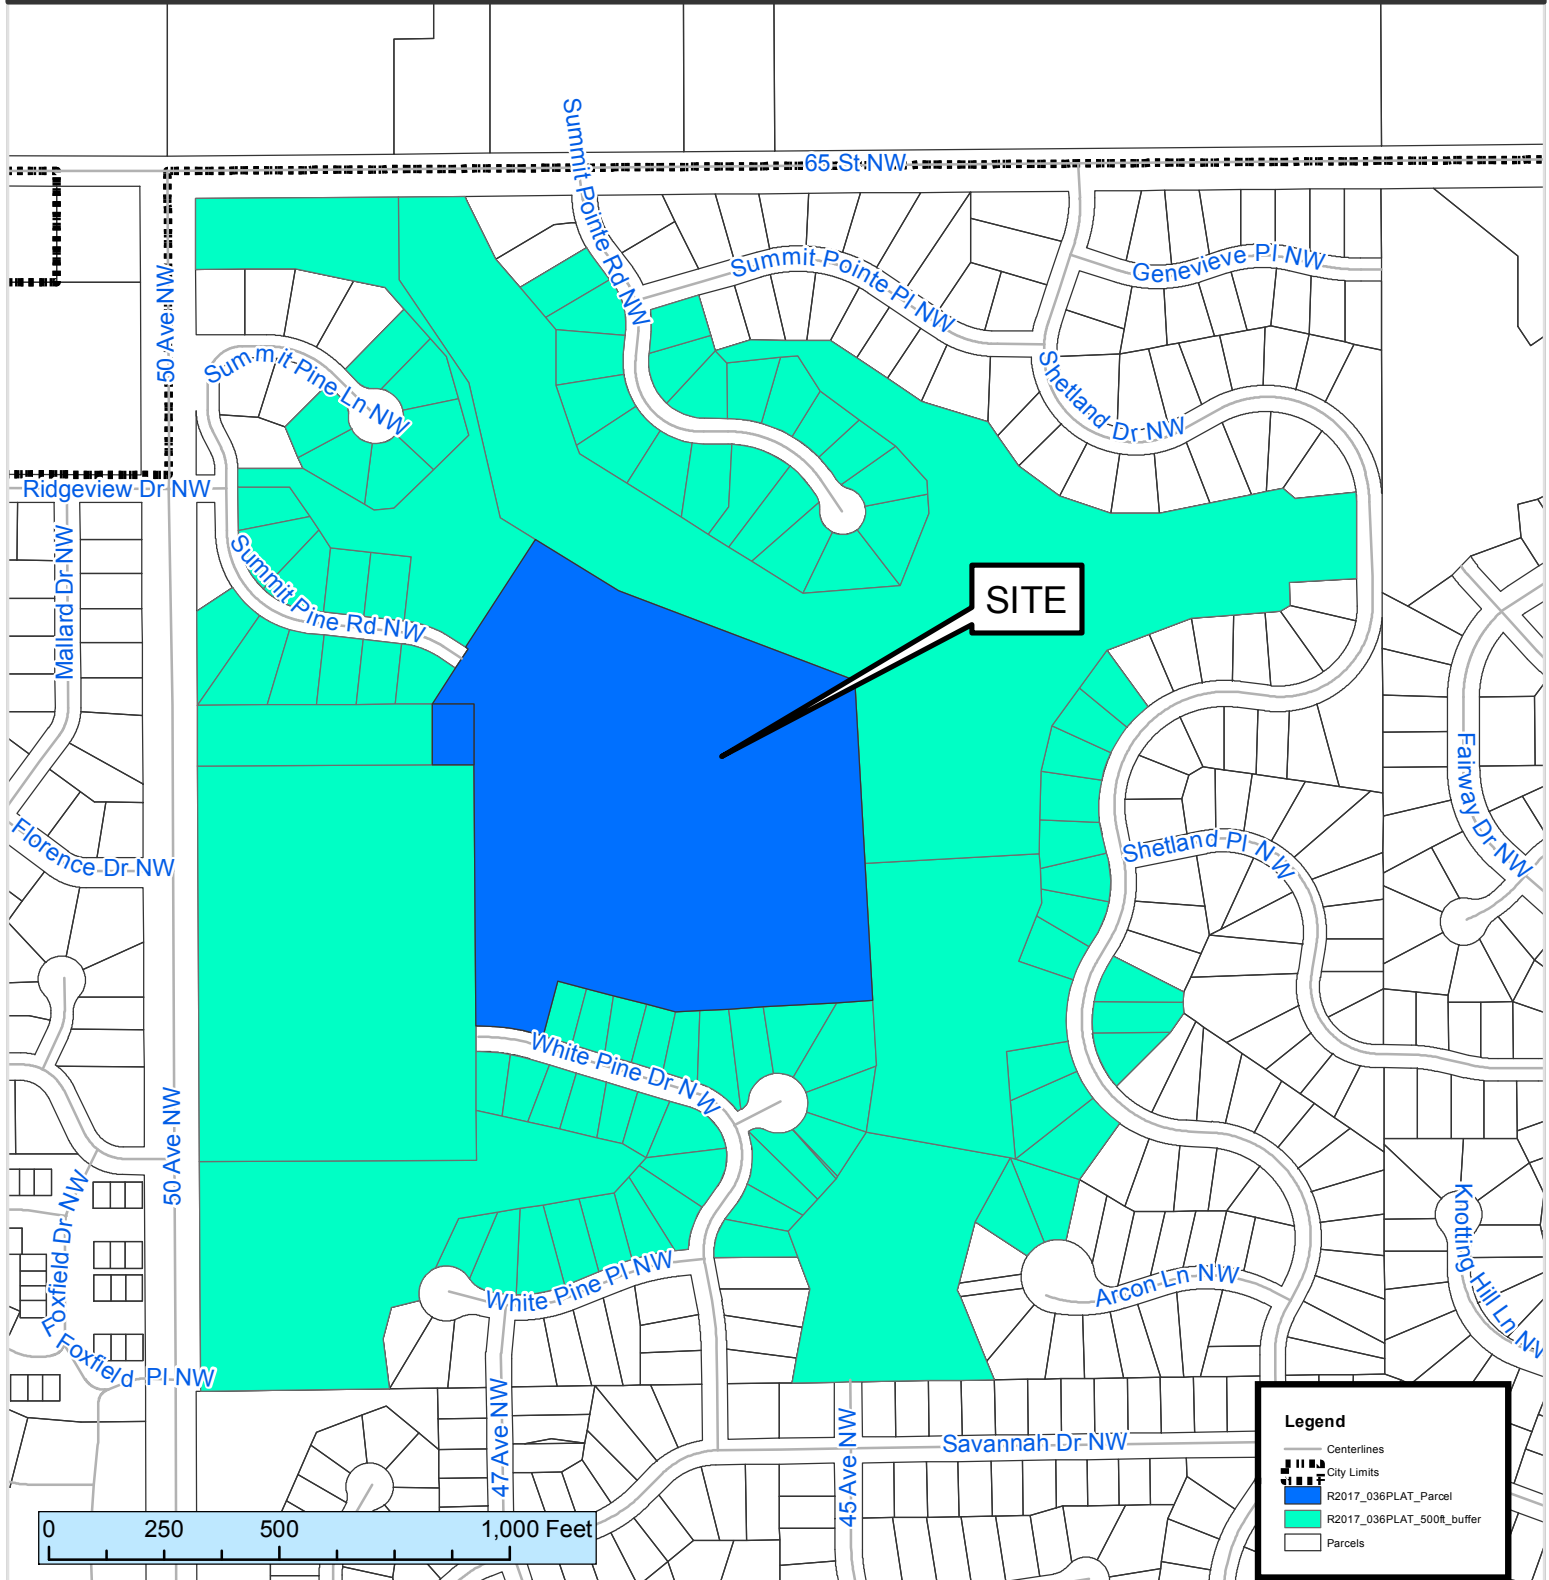 Summit Pointe Rd NW
65 St NW
50 Ave NW
Summit Pointe Pl NW
Genevieve Pl NW
Summit Pine Ln NW
Shetland Dr NW
Ridgeview Dr NW
Mallard Dr NW
Summit Pine Rd NW
SITE
Fairway Dr NW
Florence Dr NW
Shetland Pl NW
White Pine Dr NW
50 Ave NW
Foxfield Dr NW
Knotting Hill Ln NW
White Pine Pl NW
Arcon Ln NW
Foxfield Pl NW
47 Ave NW
45 Ave NW
Savannah Dr NW
Legend
Centerlines
City Limits
R2017_036PLAT_Parcel
R2017_036PLAT_500ft_buffer
Parcels
0 250 500 1,000 Feet